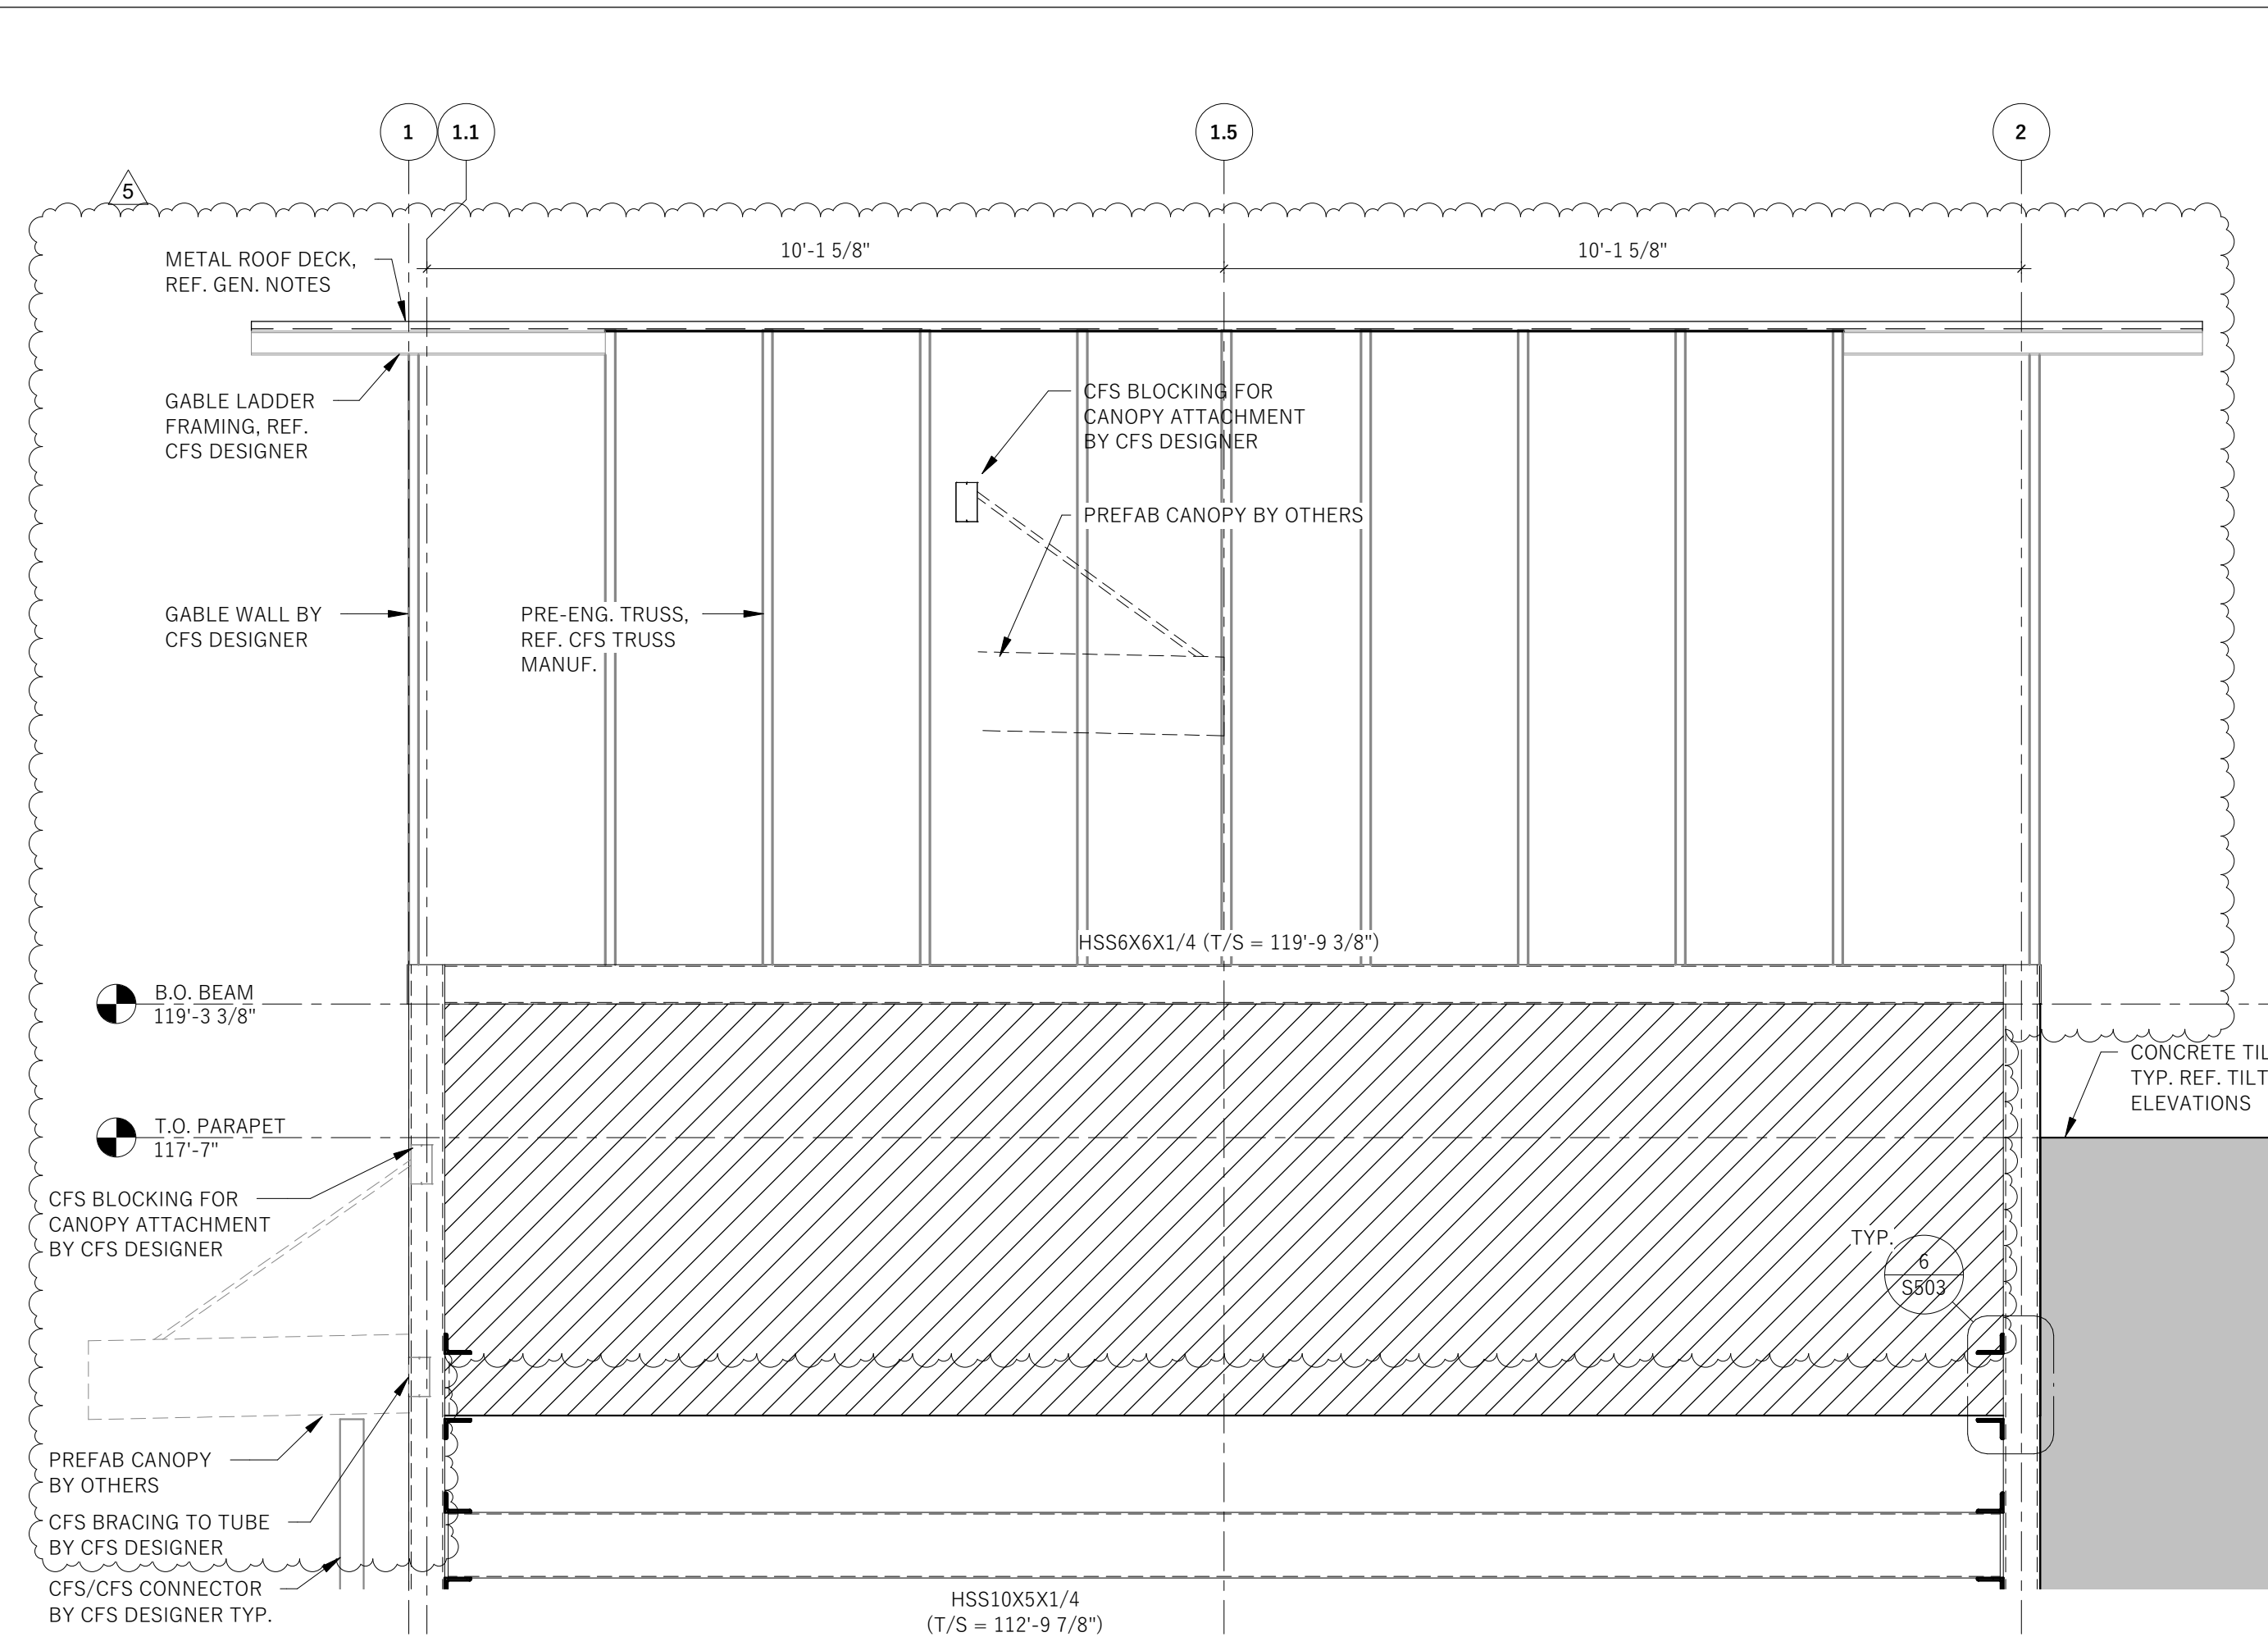 1
1.1
1.5
2
5
10'-1 5/8"
10'-1 5/8"
METAL ROOF DECK,
REF. GEN. NOTES
GABLE LADDER
FRAMING, REF.
CFS DESIGNER
CFS BLOCKING FOR
CANOPY ATTACHMENT
BY CFS DESIGNER
PREFAB CANOPY BY OTHERS
GABLE WALL BY
CFS DESIGNER
PRE-ENG. TRUSS,
REF. CFS TRUSS
MANUF.
HSS6X6X1/4 (T/S = 119'-9 3/8")
B.O. BEAM
119'-3 3/8"
CONCRETE TIL
TYP. REF. TILT
ELEVATIONS
T.O. PARAPET
117'-7"
CFS BLOCKING FOR
CANOPY ATTACHMENT
BY CFS DESIGNER
TYP.
6
S503
PREFAB CANOPY
BY OTHERS
CFS BRACING TO TUBE
BY CFS DESIGNER
CFS/CFS CONNECTOR
BY CFS DESIGNER TYP.
HSS10X5X1/4
(T/S = 112'-9 7/8")